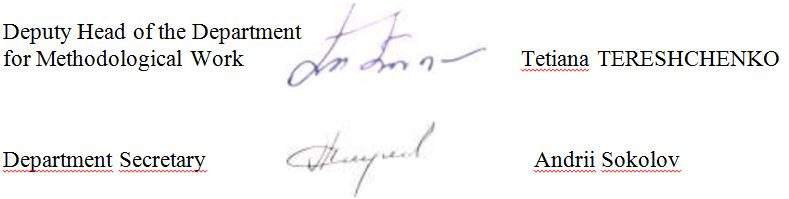 Deputy Head of the Department
for Methodological Work Tetiana TERESHCHENKO
Department Secretary Andrii Sokolov